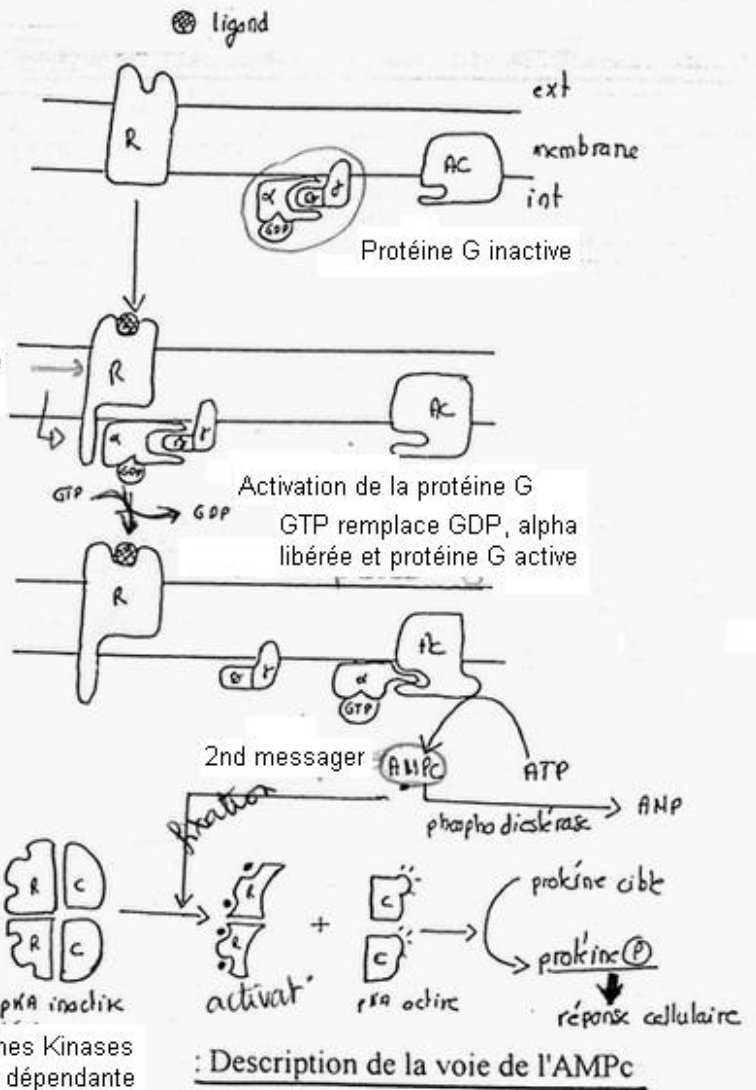 ligand
ext
R
membrane
AC
int
α γ
GDP
Protéine G inactive
R
AC
α γ
GDP
GTP GDP
Activation de la protéine G
GTP remplace GDP, alpha
libérée et protéine G active
R
AC
γ α
GTP
2nd messager
AMPc
ATP
fixation
phosphodiestérase
AMP
R C
R C
R
R
+
C
C
protéine cible
protéine P
pKA inactive
activat°
pKA active
réponse cellulaire
nes Kinases
dépendante
: Description de la voie de l'AMPc